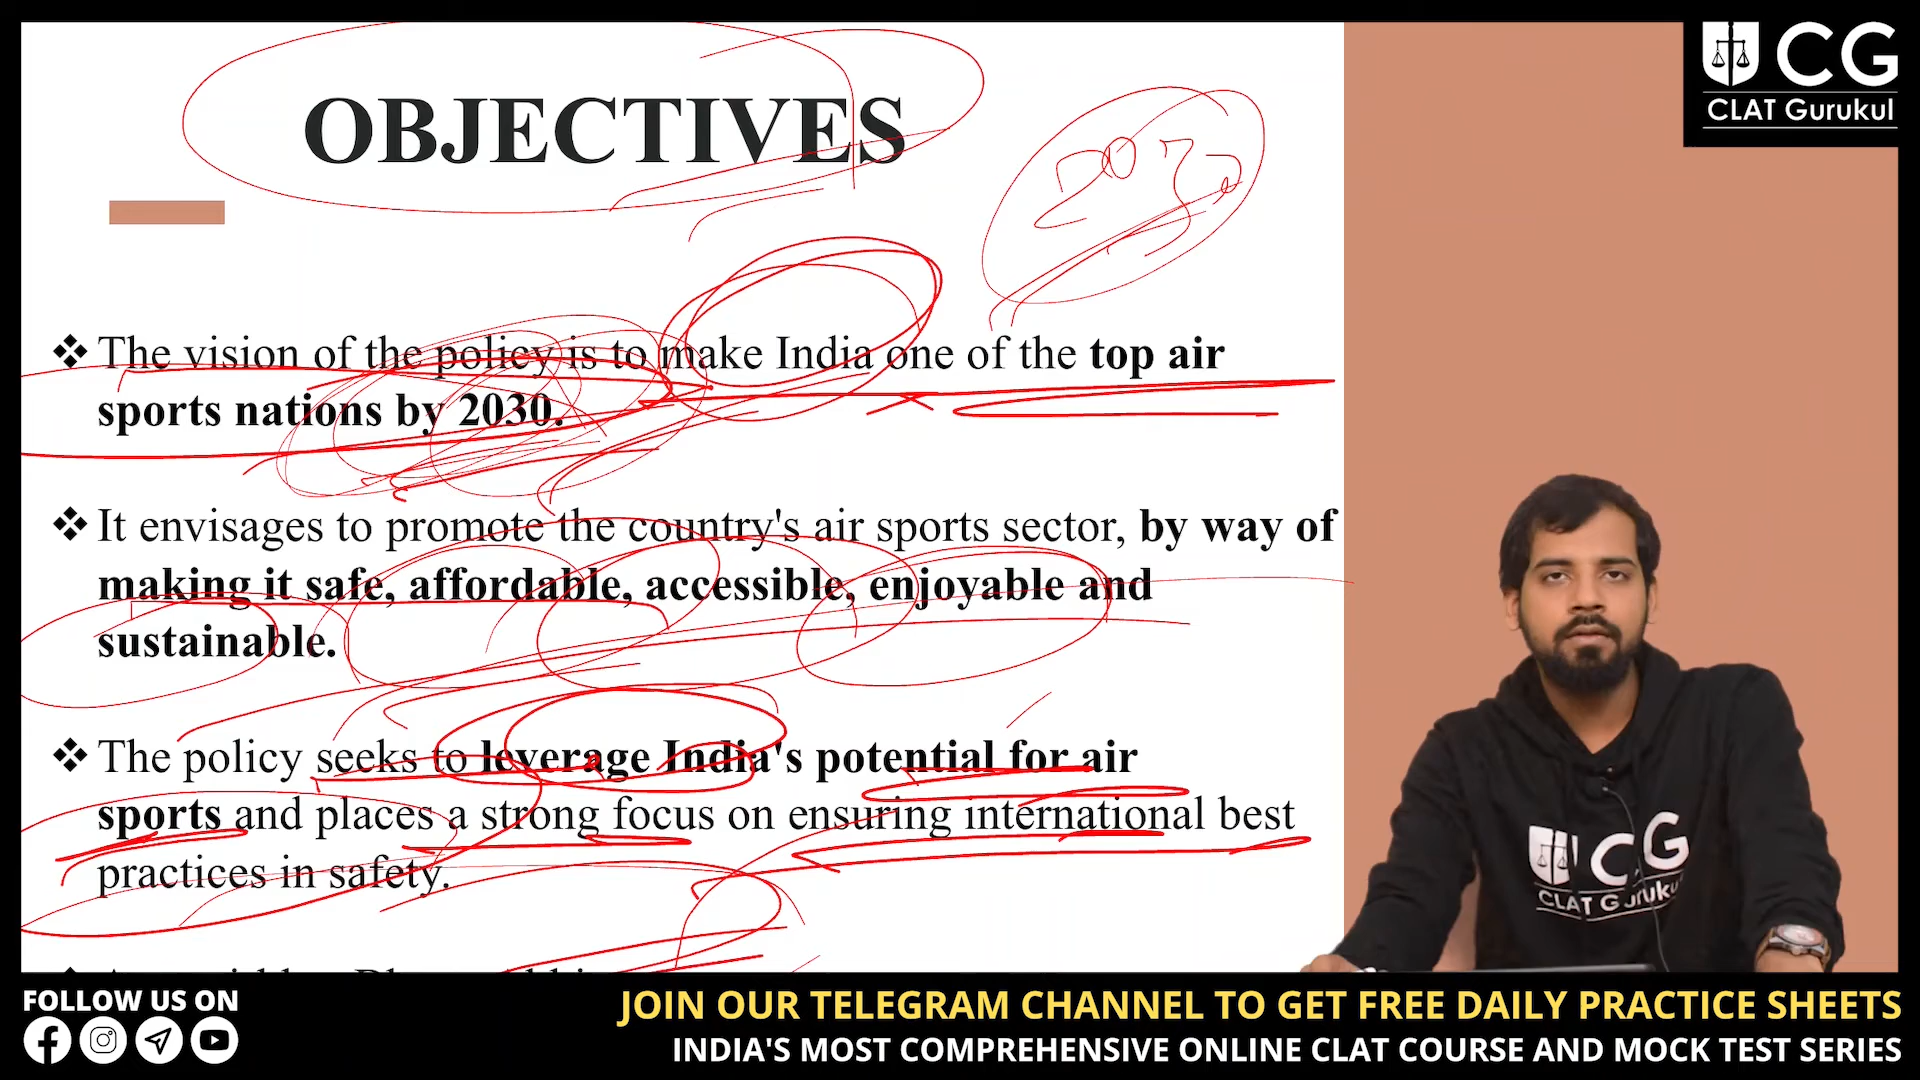 OBJECTIVES
2030
CG
CLAT Gurukul
❖ The vision of the policy is to make India one of the top air
sports nations by 2030.
❖ It envisages to promote the country's air sports sector, by way of
making it safe, affordable, accessible, enjoyable and
sustainable.
❖ The policy seeks to leverage India's potential for air
sports and places a strong focus on ensuring international best
practices in safety.
CG
CLAT Gurukul
FOLLOW US ON
JOIN OUR TELEGRAM CHANNEL TO GET FREE DAILY PRACTICE SHEETS
INDIA'S MOST COMPREHENSIVE ONLINE CLAT COURSE AND MOCK TEST SERIES